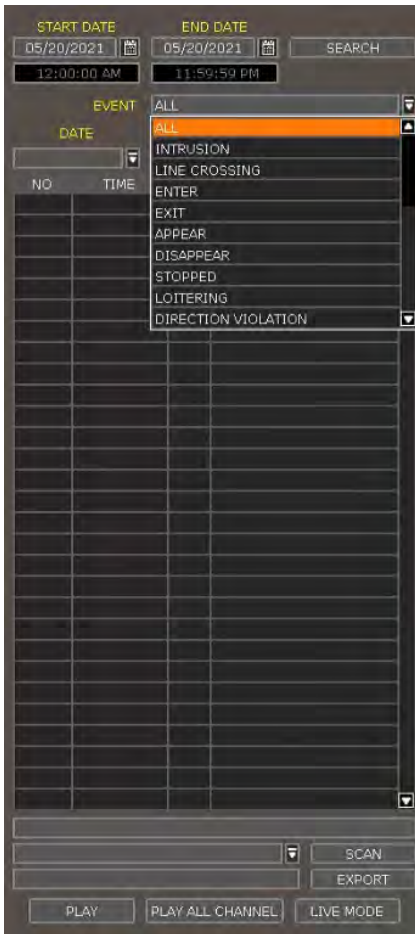 START DATE END DATE
05/20/2021 05/20/2021 SEARCH
12:00:00 AM 11:59:59 PM
EVENT ALL
DATE
ALL
INTRUSION
LINE CROSSING
NO TIME
ENTER
EXIT
APPEAR
DISAPPEAR
STOPPED
LOITERING
DIRECTION VIOLATION
SCAN
EXPORT
PLAY PLAY ALL CHANNEL LIVE MODE